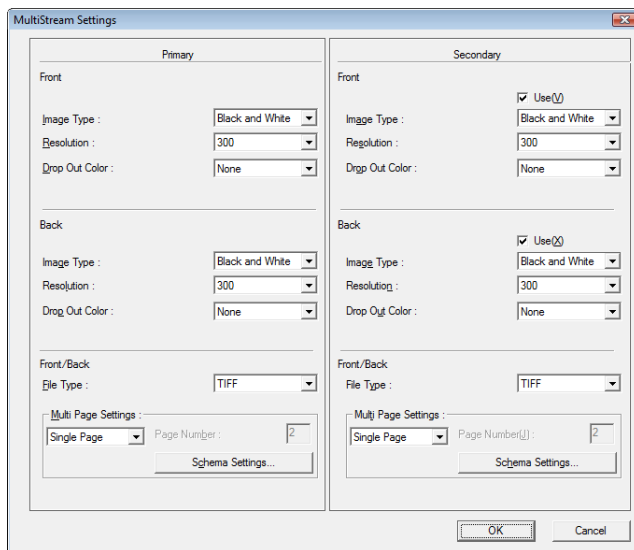 MultiStream Settings
Primary
Front
Image Type :
Black and White
Resolution :
300
Drop Out Color :
None
Back
Image Type :
Black and White
Resolution :
300
Drop Out Color :
None
Front/Back
File Type :
TIFF
Multi Page Settings :
Single Page
Page Number :
2
Schema Settings...
Secondary
Front
Use(V)
Image Type :
Black and White
Resolution :
300
Drop Out Color :
None
Back
Use(X)
Image Type :
Black and White
Resolution :
300
Drop Out Color :
None
Front/Back
File Type :
TIFF
Multi Page Settings :
Single Page
Page Number(J) :
2
Schema Settings...
OK
Cancel